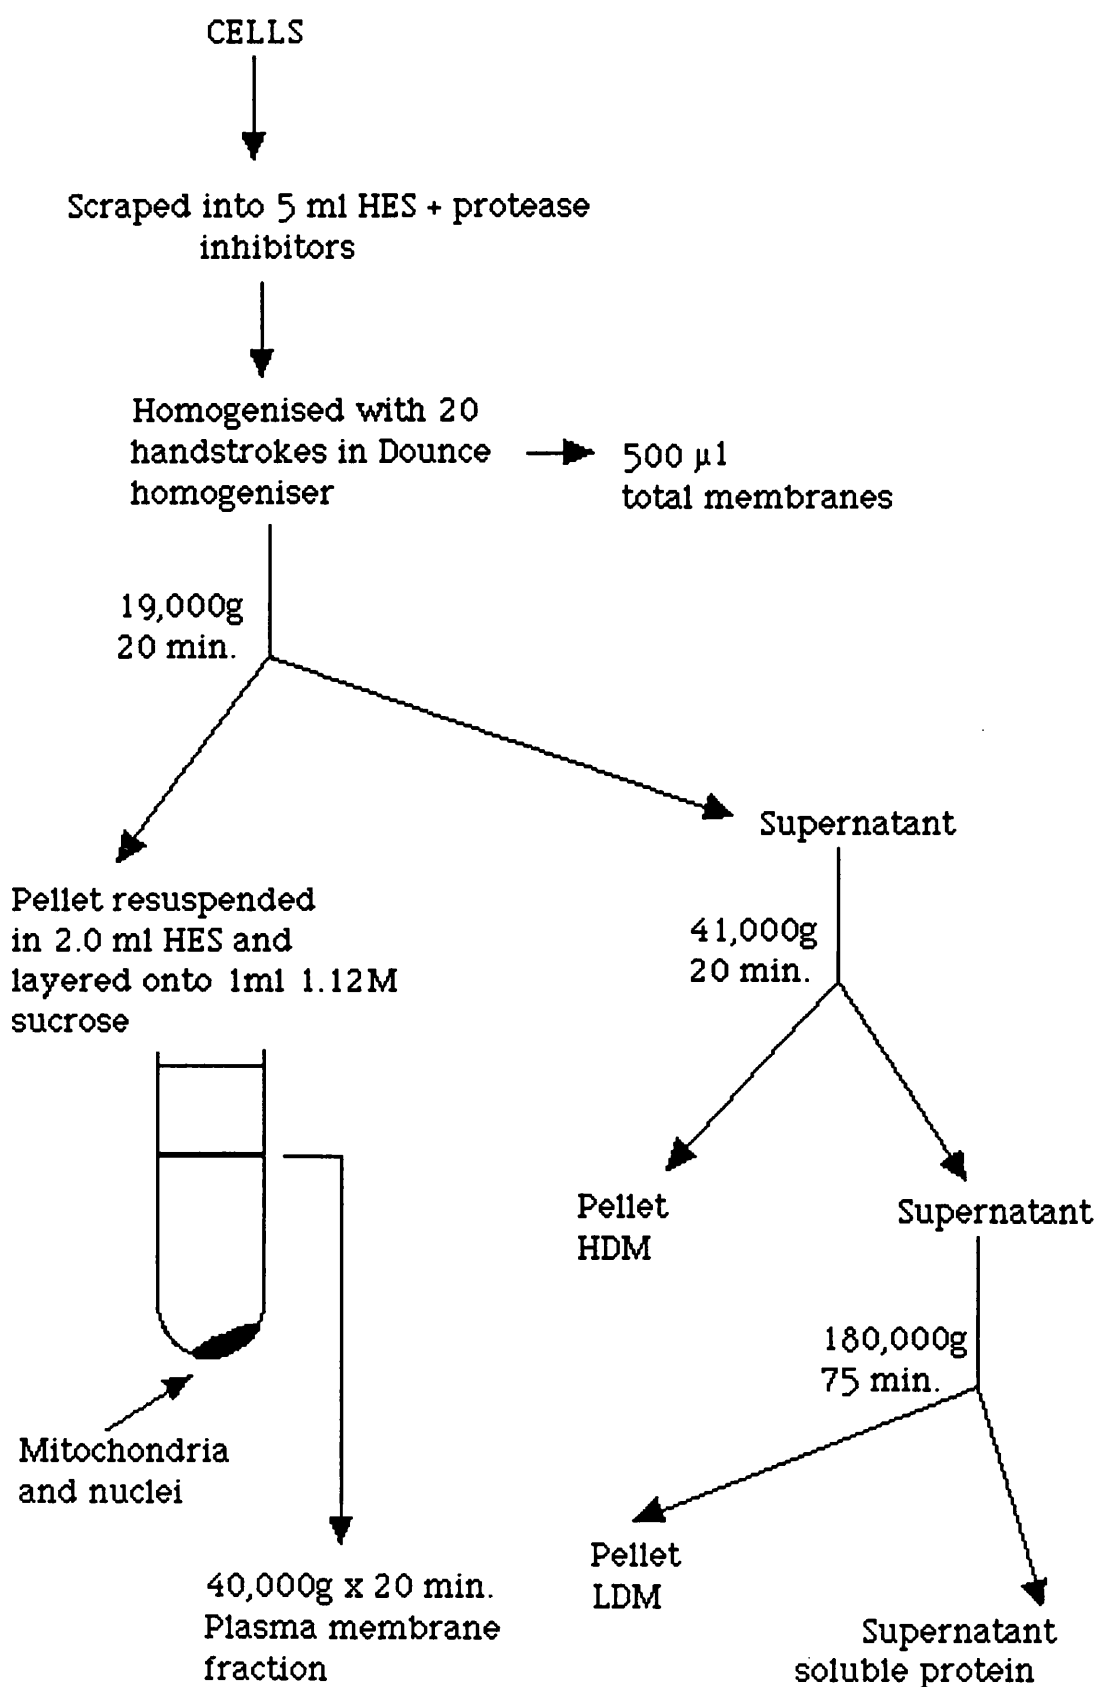 CELLS
Scraped into 5 ml HES + protease
inhibitors
Homogenised with 20
handstrokes in Dounce
homogeniser
500 µl
total membranes
19,000g
20 min.
Supernatant
Pellet resuspended
in 2.0 ml HES and
layered onto 1ml 1.12M
sucrose
41,000g
20 min.
Pellet
HDM
Supernatant
180,000g
75 min.
Mitochondria
and nuclei
Pellet
LDM
40,000g x 20 min.
Plasma membrane
fraction
Supernatant
soluble protein